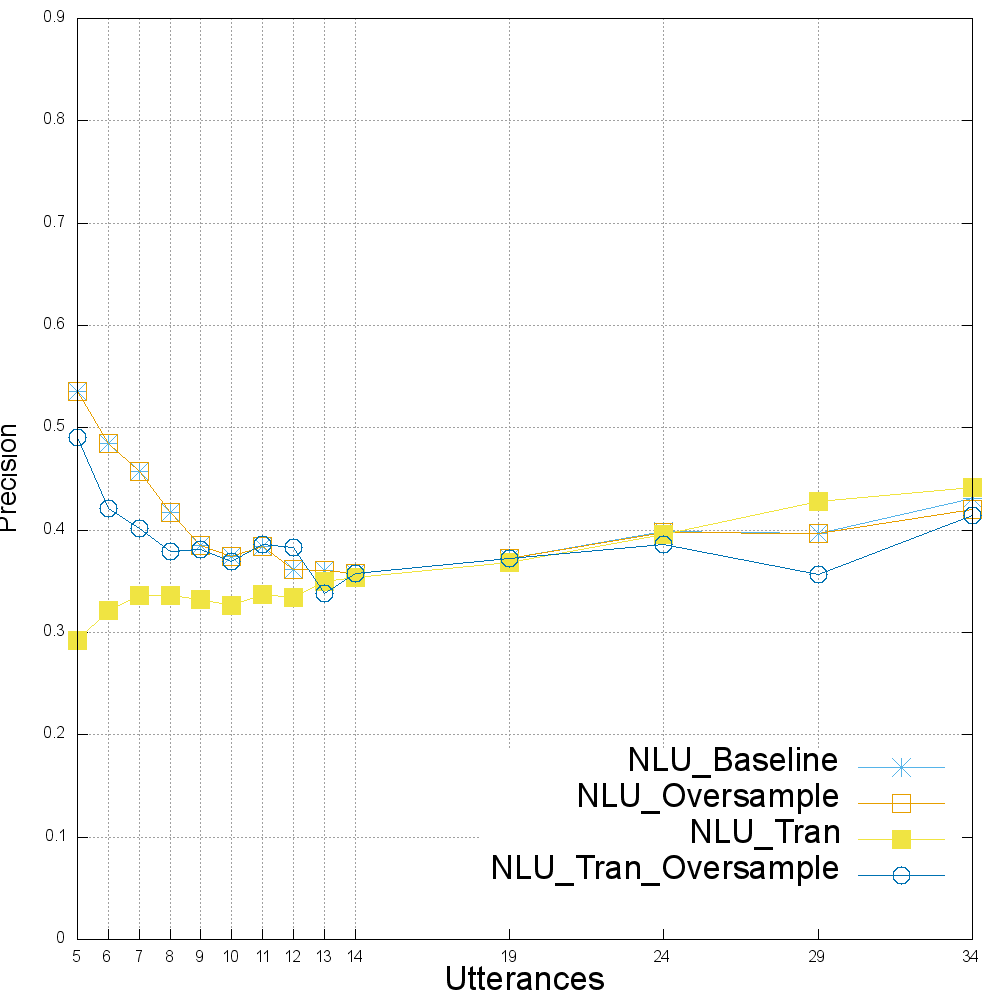 0.9
0.8
0.7
0.6
0.5
0.4
0.3
0.2
0.1
0
Precision
NLU_Baseline
NLU_Oversample
NLU_Tran
NLU_Tran_Oversample
5 6 7 8 9 10 11 12 13 14 19 24 29 34
Utterances